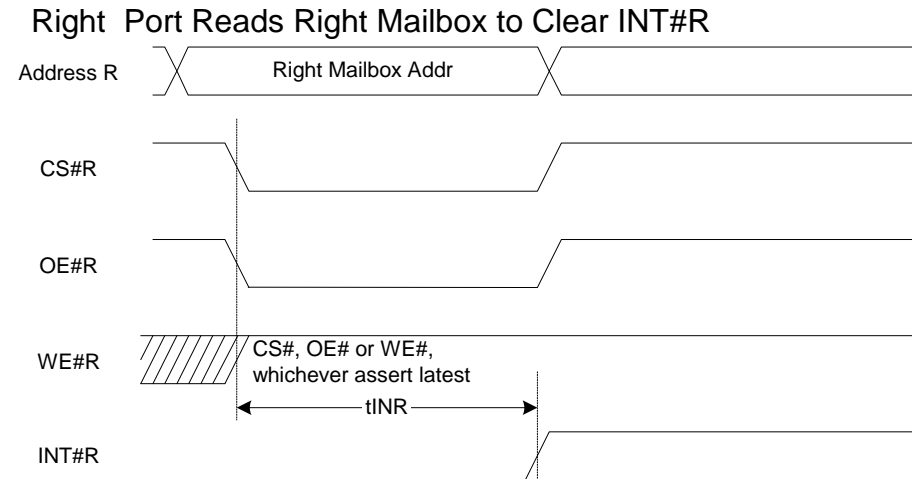 Right Port Reads Right Mailbox to Clear INT#R
Address R
Right Mailbox Addr
CS#R
OE#R
WE#R
CS#, OE# or WE#,
whichever assert latest
tINR
INT#R